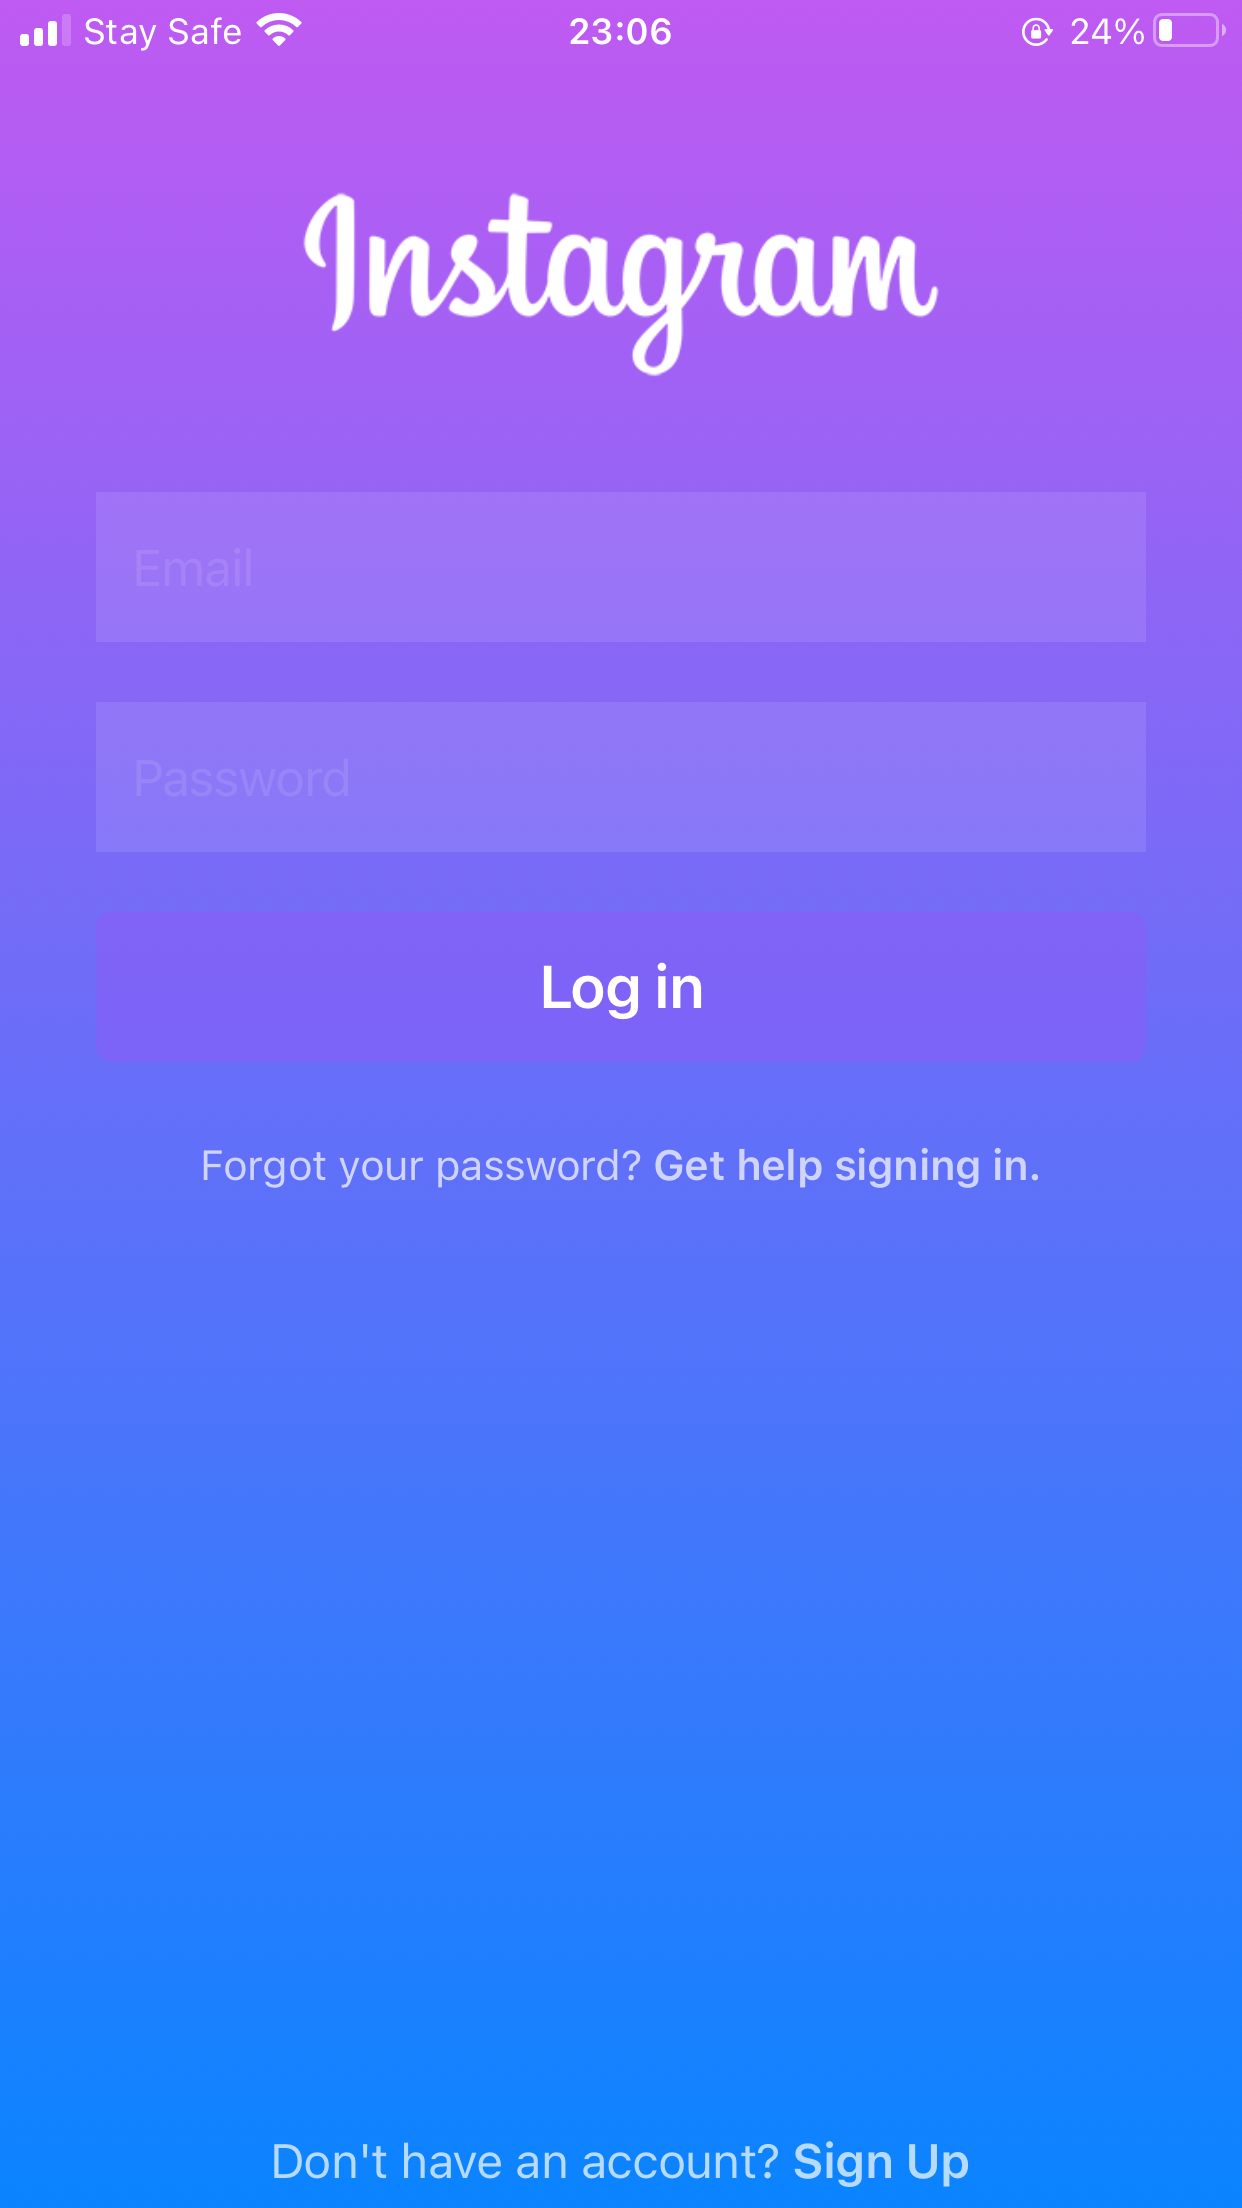 Stay Safe 23:06 24%
Instagram
Email
Password
Log in
Forgot your password? Get help signing in.
Don't have an account? Sign Up